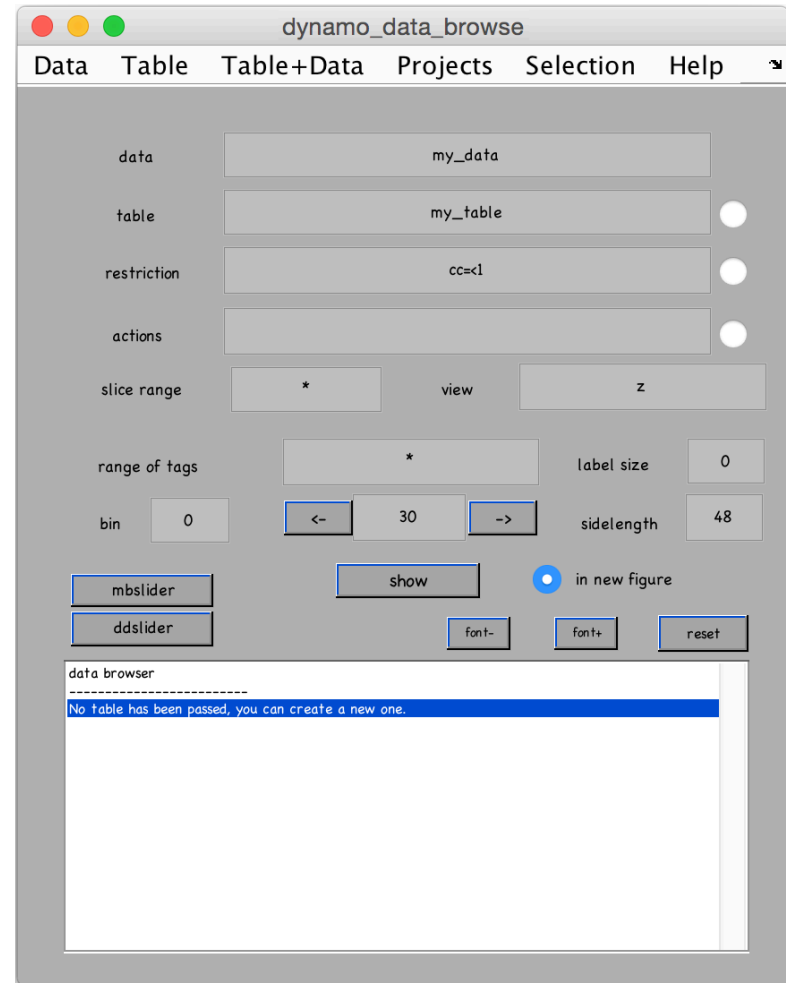 dynamo_data_browse
Data Table Table+Data Projects Selection Help
data my_data
table my_table
restriction cc=<1
actions
slice range * view z
range of tags * label size 0
bin 0 <- 30 -> sidelength 48
mbslider show in new figure
ddslider font- font+ reset
data browser
-------------------------
No table has been passed, you can create a new one.